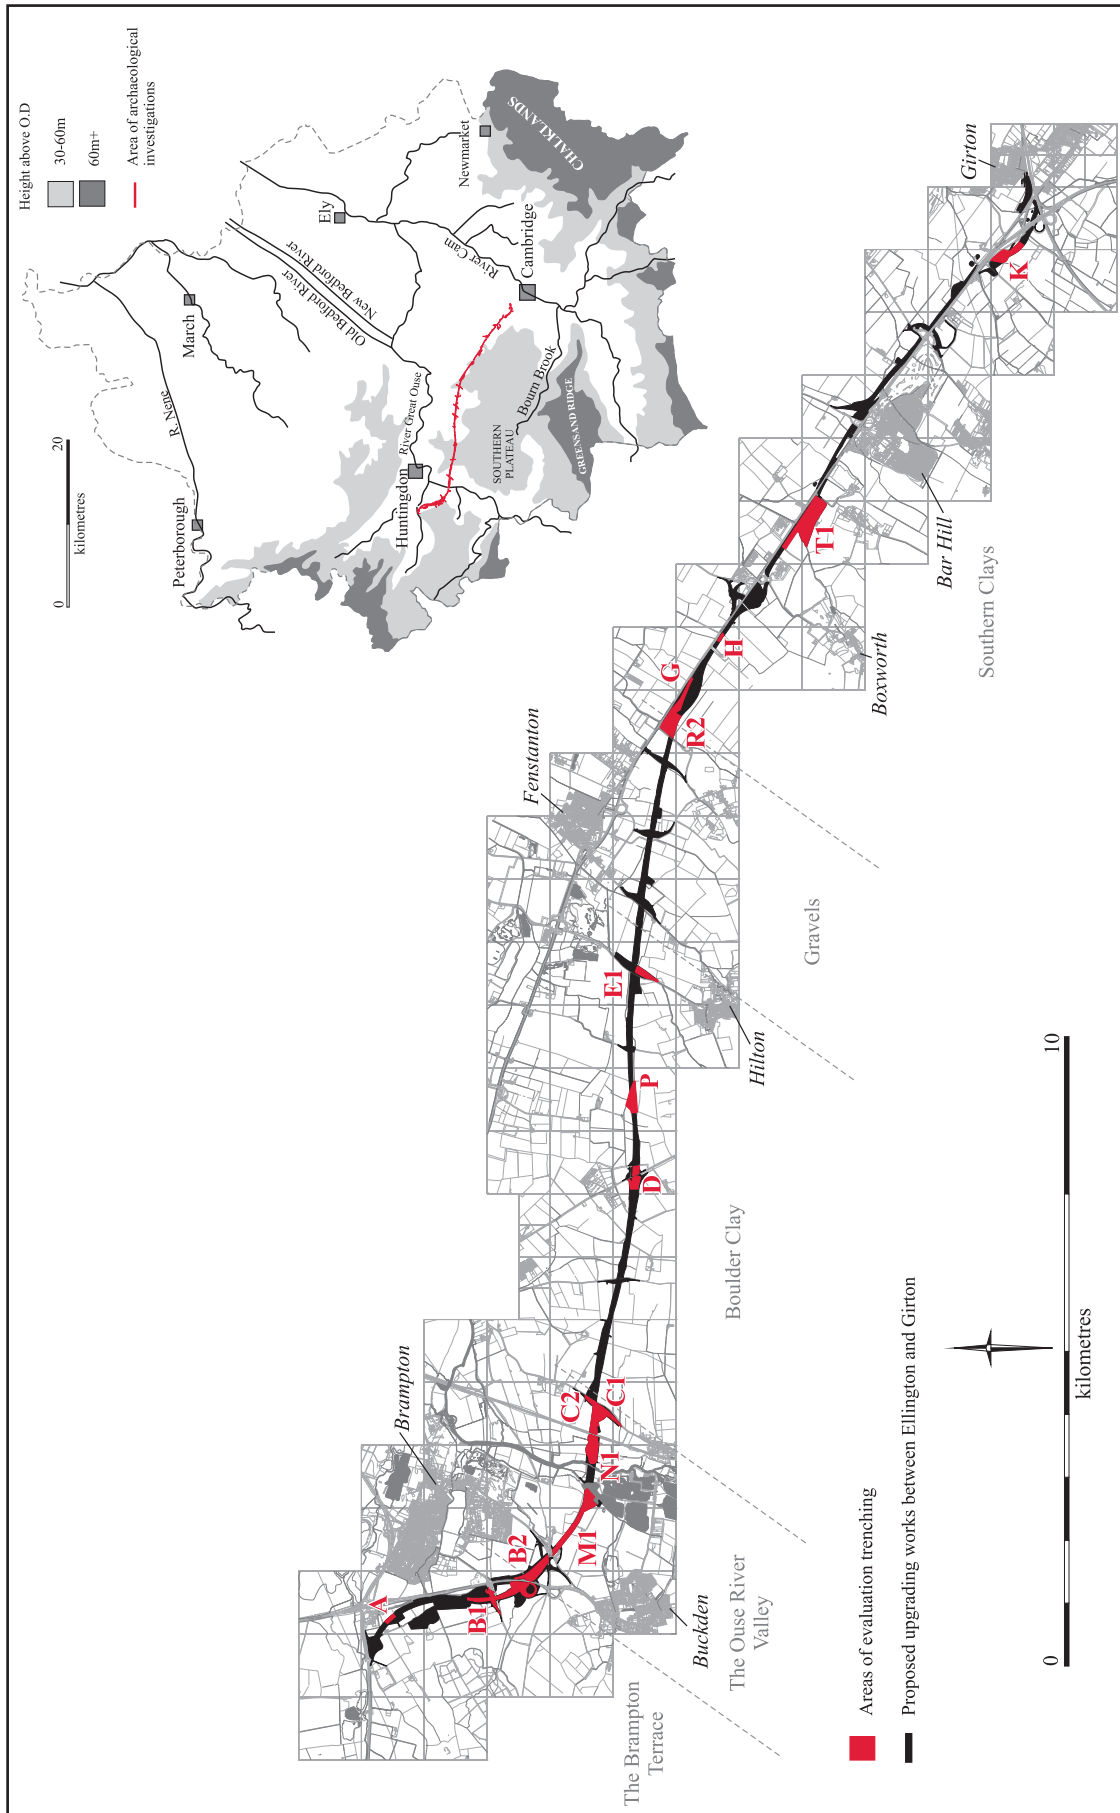 Height above O.D
30-60m
60m+
Area of archaeological
investigations
0
20
kilometres
Peterborough
R. Nene
March
Old Bedford River
New Bedford River
Ely
Newmarket
CHALKLANDS
Huntingdon
River Great Ouse
River Cam
Cambridge
SOUTHERN
PLATEAU
Bourn Brook
GREENSAND RIDGE
Brampton
Fenstanton
Girton
A
B1
B2
M1
N1
C2
C1
D
P
E1
R2
G
H
T1
K
Buckden
Hilton
Boxworth
Bar Hill
The Brampton
Terrace
The Ouse River
Valley
Boulder Clay
Gravels
Southern Clays
Areas of evaluation trenching
Proposed upgrading works between Ellington and Girton
0
10
kilometres